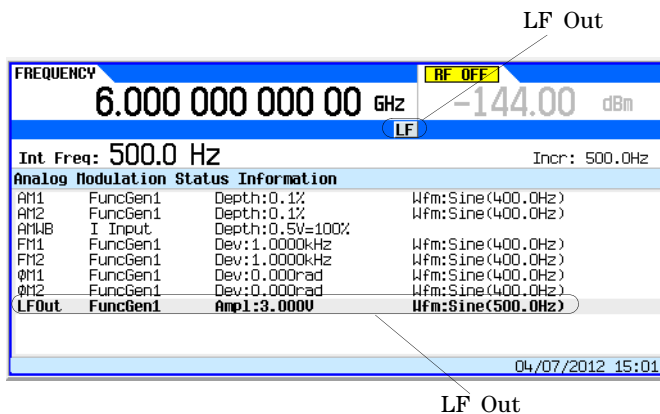 LF Out
FREQUENCY RF OFF
6.000 000 000 00 GHz -144.00 dBm
LF
Int Freq: 500.0 HZ Incr: 500.0Hz
Analog Modulation Status Information
AM1 FuncGen1 Depth:0.1% Wfm:Sine(400.0Hz)
AM2 FuncGen1 Depth:0.1% Wfm:Sine(400.0Hz)
AMWB I Input Depth:0.5V=100%
FM1 FuncGen1 Dev:1.0000kHz Wfm:Sine(400.0Hz)
FM2 FuncGen1 Dev:1.0000kHz Wfm:Sine(400.0Hz)
ΦM1 FuncGen1 Dev:0.000rad Wfm:Sine(400.0Hz)
ΦM2 FuncGen1 Dev:0.000rad Wfm:Sine(400.0Hz)
LFOut FuncGen1 Ampl:3.000V Wfm:Sine(500.0Hz)
04/07/2012 15:01
LF Out